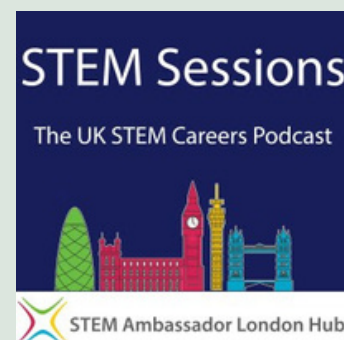 STEM Sessions
The UK STEM Careers Podcast
STEM Ambassador London Hub